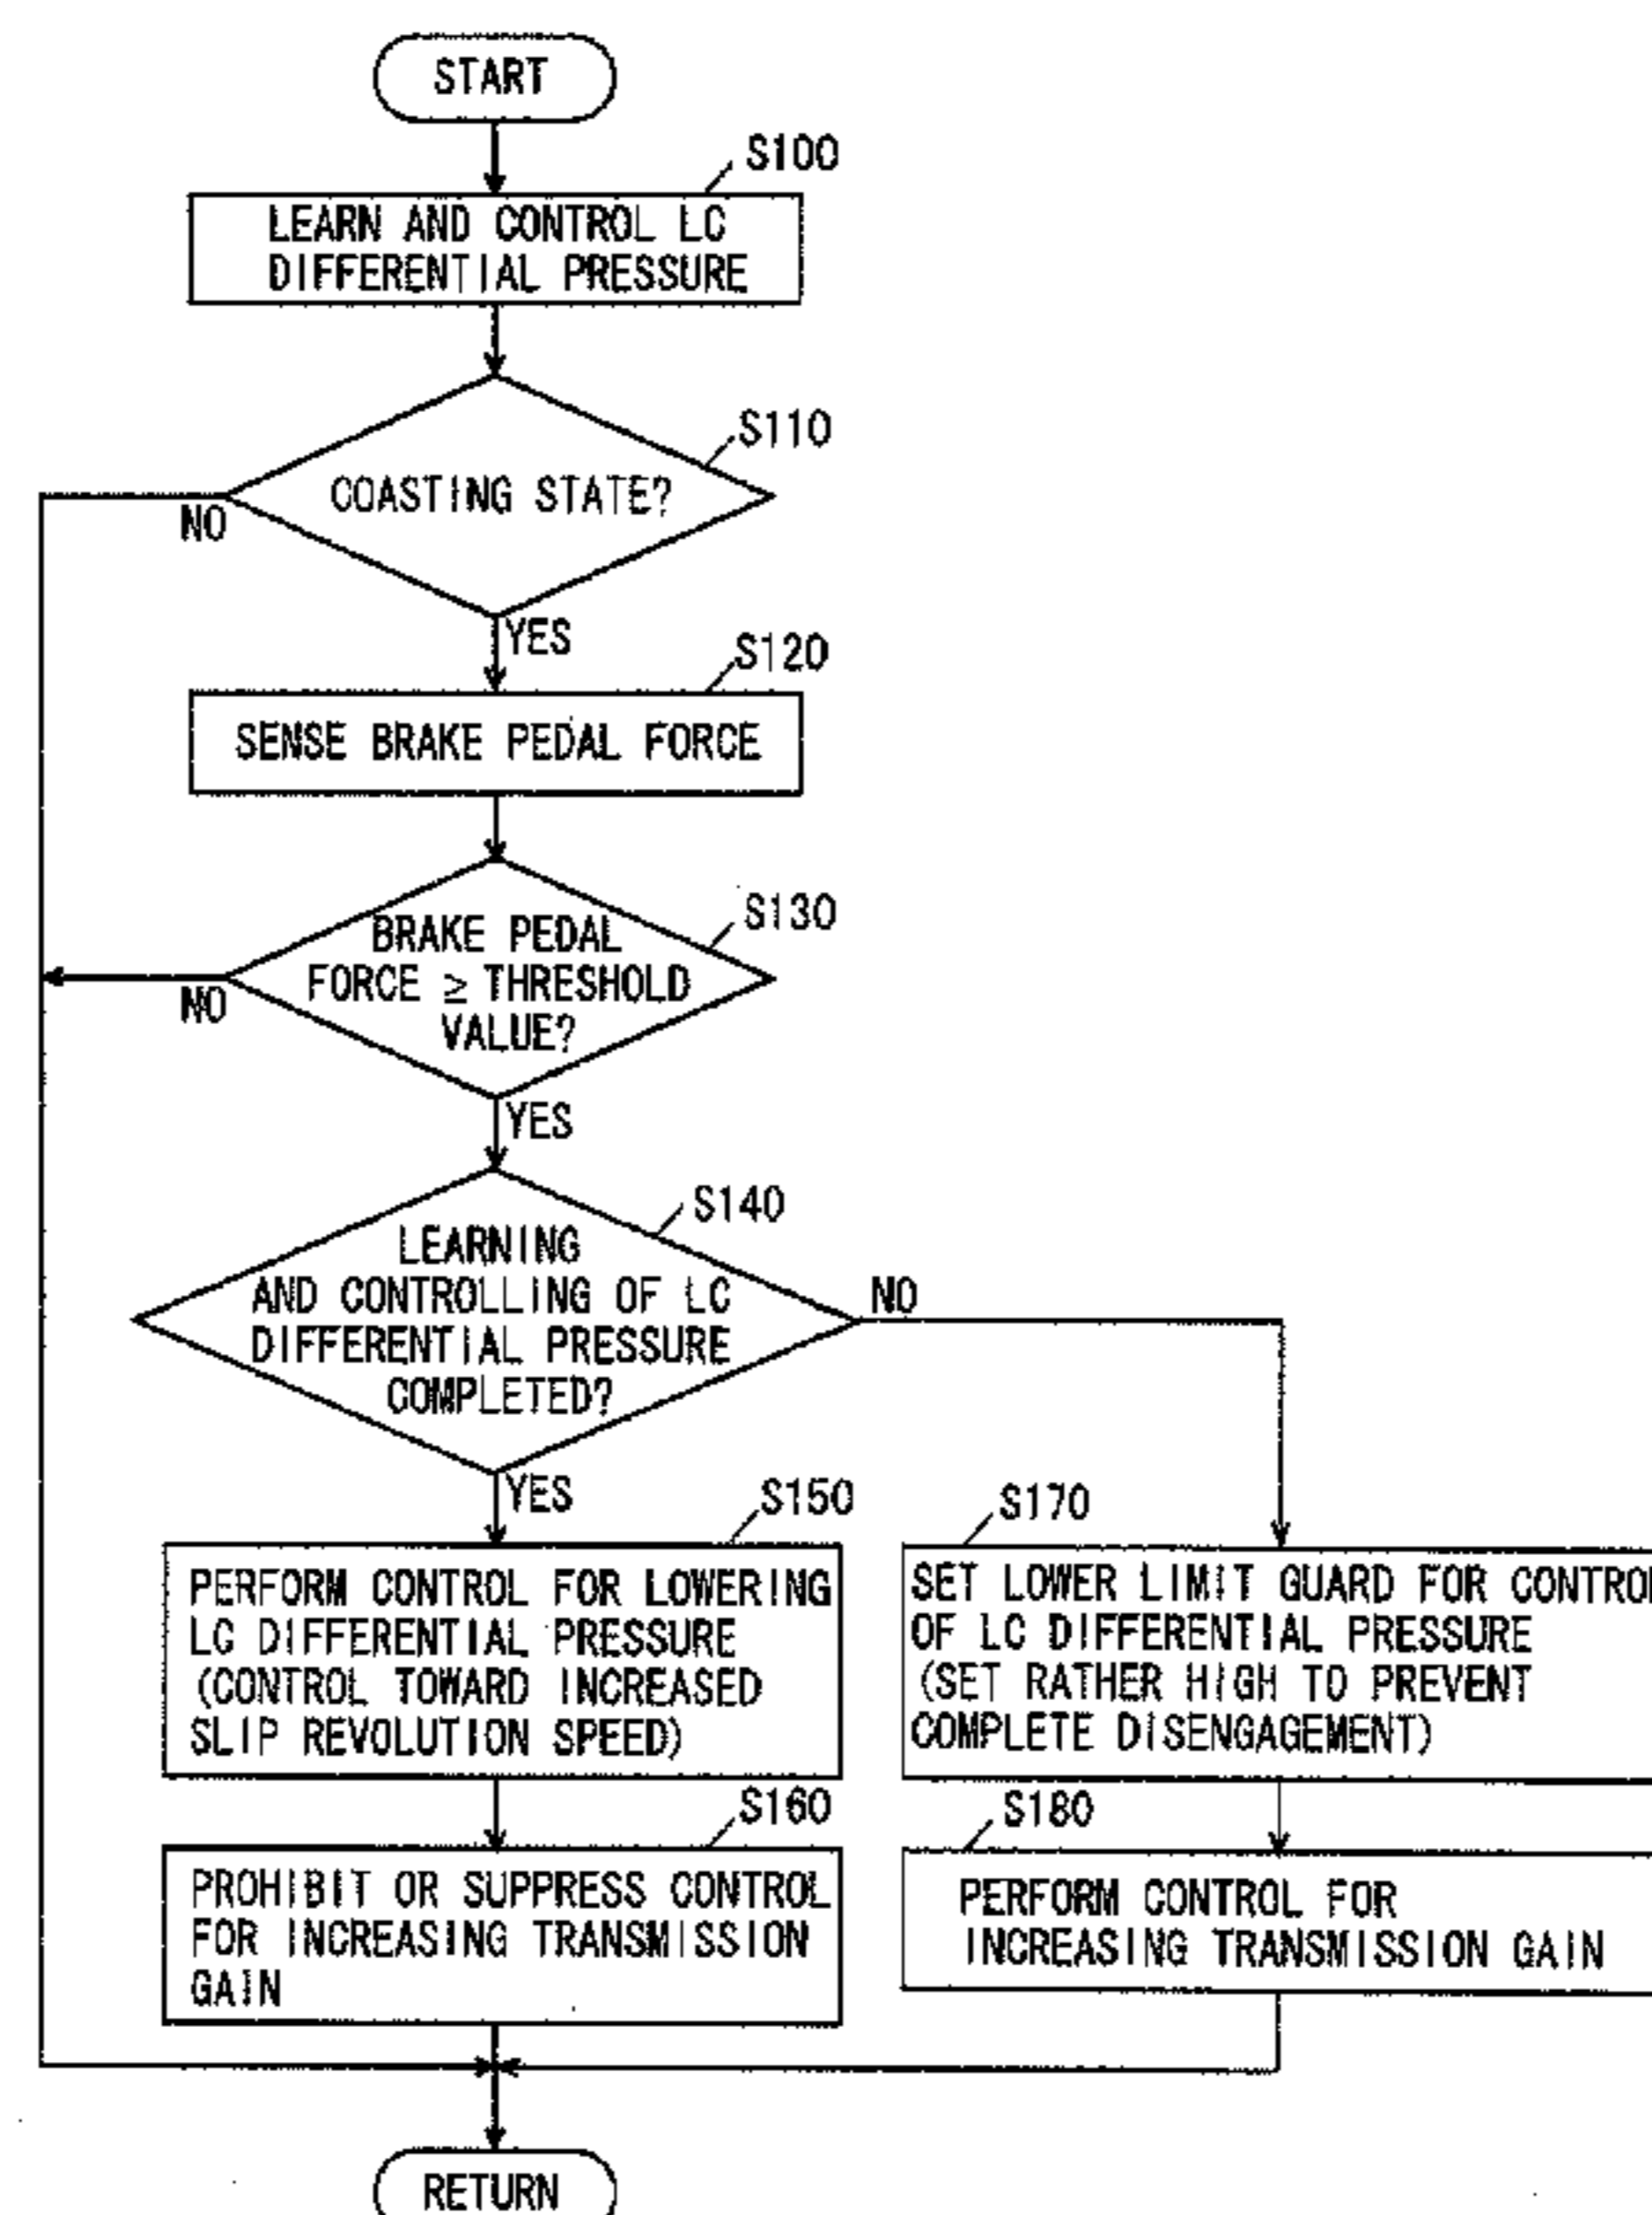 START
S100
LEARN AND CONTROL LC
DIFFERENTIAL PRESSURE
S110
COASTING STATE?
NO
YES
S120
SENSE BRAKE PEDAL FORCE
S130
BRAKE PEDAL
FORCE ≥ THRESHOLD
VALUE?
NO
YES
S140
LEARNING
AND CONTROLLING OF LC
DIFFERENTIAL PRESSURE
COMPLETED?
NO
YES
S150
PERFORM CONTROL FOR LOWERING
LC DIFFERENTIAL PRESSURE
(CONTROL TOWARD INCREASED
SLIP REVOLUTION SPEED)
S170
SET LOWER LIMIT GUARD FOR CONTROL
OF LC DIFFERENTIAL PRESSURE
(SET RATHER HIGH TO PREVENT
COMPLETE DISENGAGEMENT)
S160
PROHIBIT OR SUPPRESS CONTROL
FOR INCREASING TRANSMISSION
GAIN
S180
PERFORM CONTROL FOR
INCREASING TRANSMISSION GAIN
RETURN